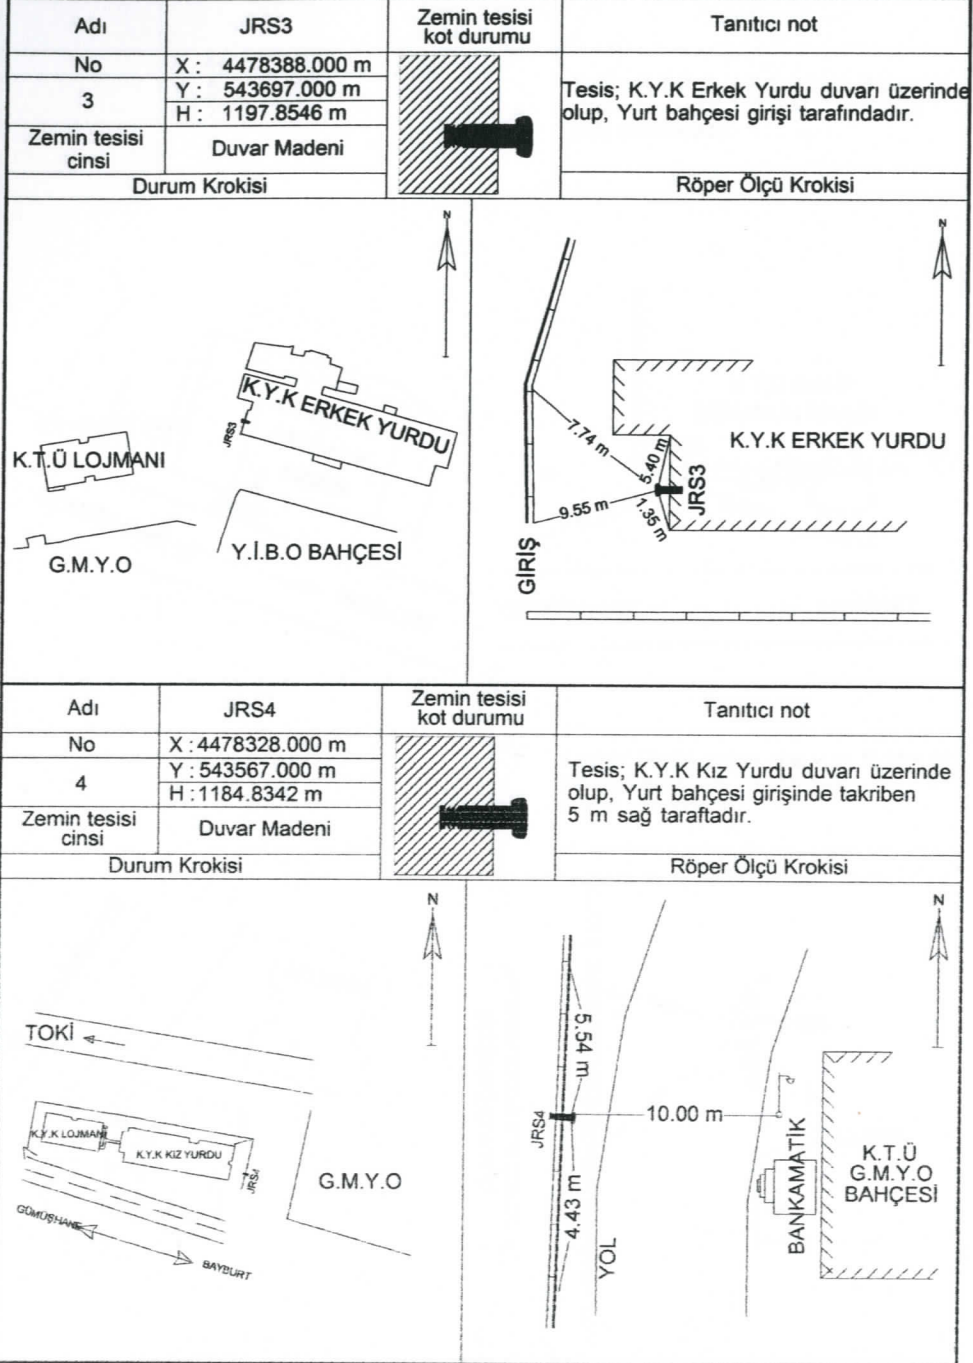 Adı
JRS3
Zemin tesisi
kot durumu
Tanıtıcı not
No
X : 4478388.000 m
3
Y : 543697.000 m
H : 1197.8546 m
Tesis; K.Y.K Erkek Yurdu duvarı üzerinde
olup, Yurt bahçesi girişi tarafındadır.
Zemin tesisi
cinsi
Duvar Madeni
Durum Krokisi
Röper Ölçü Krokisi
N
K.Y.K ERKEK YURDU
JRS3
K.T.Ü LOJMANI
G.M.Y.O
Y.İ.B.O BAHÇESİ
N
7.74 m
5.40 m
K.Y.K ERKEK YURDU
JRS3
9.55 m
1.35 m
GİRİŞ
Adı
JRS4
Zemin tesisi
kot durumu
Tanıtıcı not
No
X : 4478328.000 m
4
Y : 543567.000 m
H : 1184.8342 m
Tesis; K.Y.K Kız Yurdu duvarı üzerinde
olup, Yurt bahçesi girişinde takriben
5 m sağ taraftadır.
Zemin tesisi
cinsi
Duvar Madeni
Durum Krokisi
Röper Ölçü Krokisi
N
TOKİ
K.Y.K LOJMANI
K.Y.K KIZ YURDU
JRS4
G.M.Y.O
GÜMÜŞHANE
BAYBURT
N
5.54 m
JRS4
10.00 m
4.43 m
YOL
BANKAMATİK
K.T.Ü
G.M.Y.O
BAHÇESİ